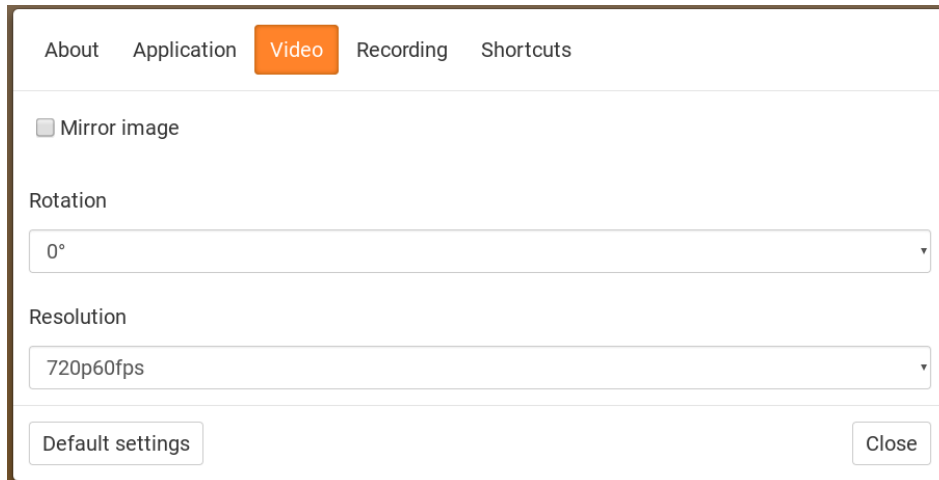 About Application Video Recording Shortcuts
Mirror image
Rotation
0°
Resolution
720p60fps
Default settings Close